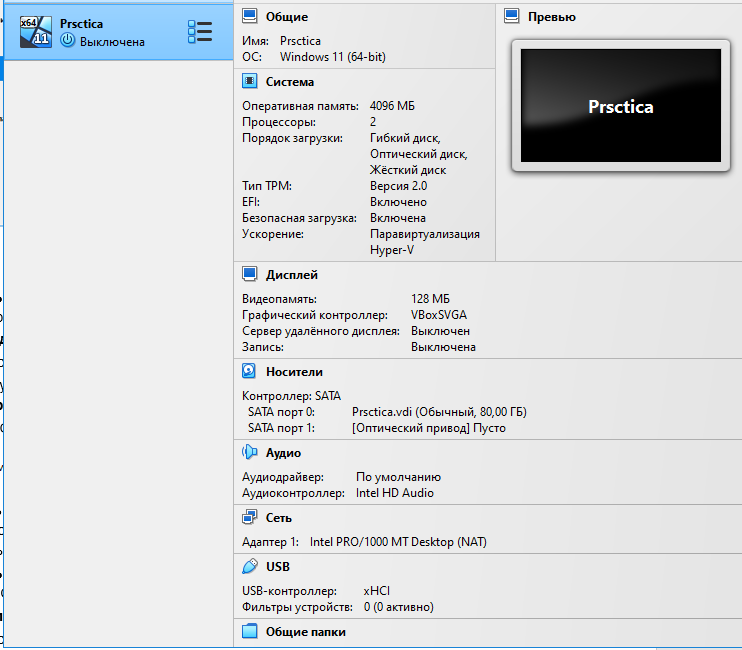 x64
11
Prsctica
Выключена
Общие
Имя: Prsctica
ОС: Windows 11 (64-bit)
Система
Оперативная память: 4096 МБ
Процессоры: 2
Порядок загрузки: Гибкий диск,
Оптический диск,
Жёсткий диск
Тип TPM: Версия 2.0
EFI: Включено
Безопасная загрузка: Включена
Ускорение: Паравиртуализация
Hyper-V
Превью
Prsctica
Дисплей
Видеопамять: 128 МБ
Графический контроллер: VBoxSVGA
Сервер удалённого дисплея: Выключен
Запись: Выключена
Носители
Контроллер: SATA
SATA порт 0: Prsctica.vdi (Обычный, 80,00 ГБ)
SATA порт 1: [Оптический привод] Пусто
Аудио
Аудиодрайвер: По умолчанию
Аудиоконтроллер: Intel HD Audio
Сеть
Адаптер 1: Intel PRO/1000 MT Desktop (NAT)
USB
USB-контроллер: xHCI
Фильтры устройств: 0 (0 активно)
Общие папки